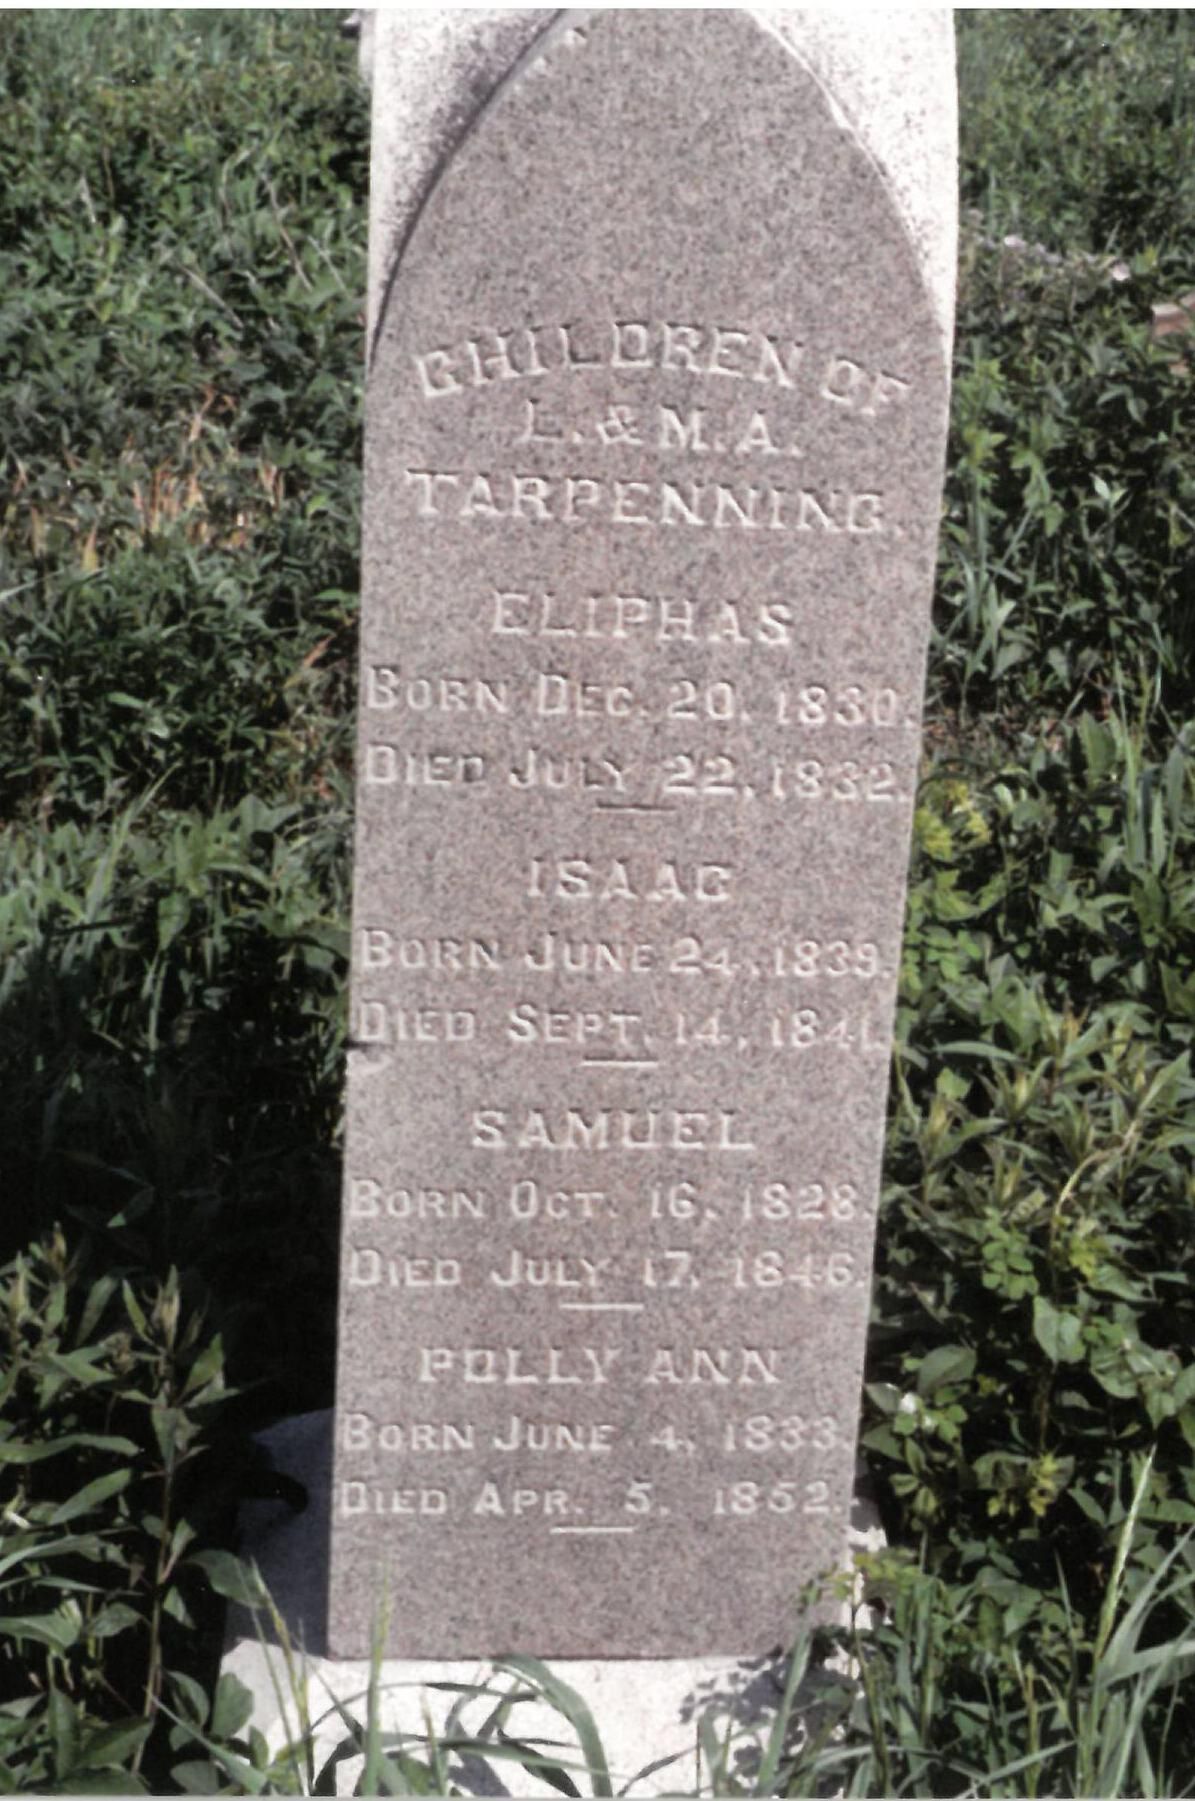 CHILDREN OF
L. & M. A.
TARPENNING.
ELIPHAS
BORN DEC. 20, 1830.
DIED JULY 22, 1832.
ISAAC
BORN JUNE 24, 1839.
DIED SEPT. 14, 1841.
SAMUEL
BORN OCT. 16, 1828.
DIED JULY 17, 1846.
POLLY ANN
BORN JUNE 4, 1833.
DIED APR. 5, 1852.